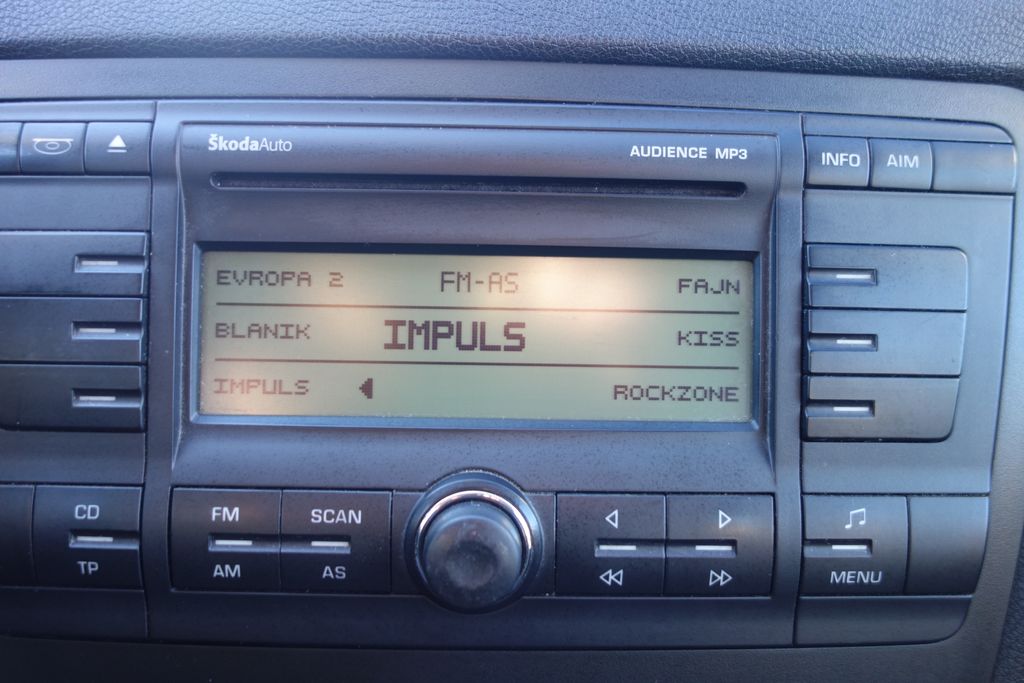 ŠkodaAuto
AUDIENCE MP3
INFO
AIM
EVROPA 2 FM-AS FAJN
BLANIK IMPULS KISS
IMPULS ROCKZONE
CD
TP
FM
AM
SCAN
AS
MENU